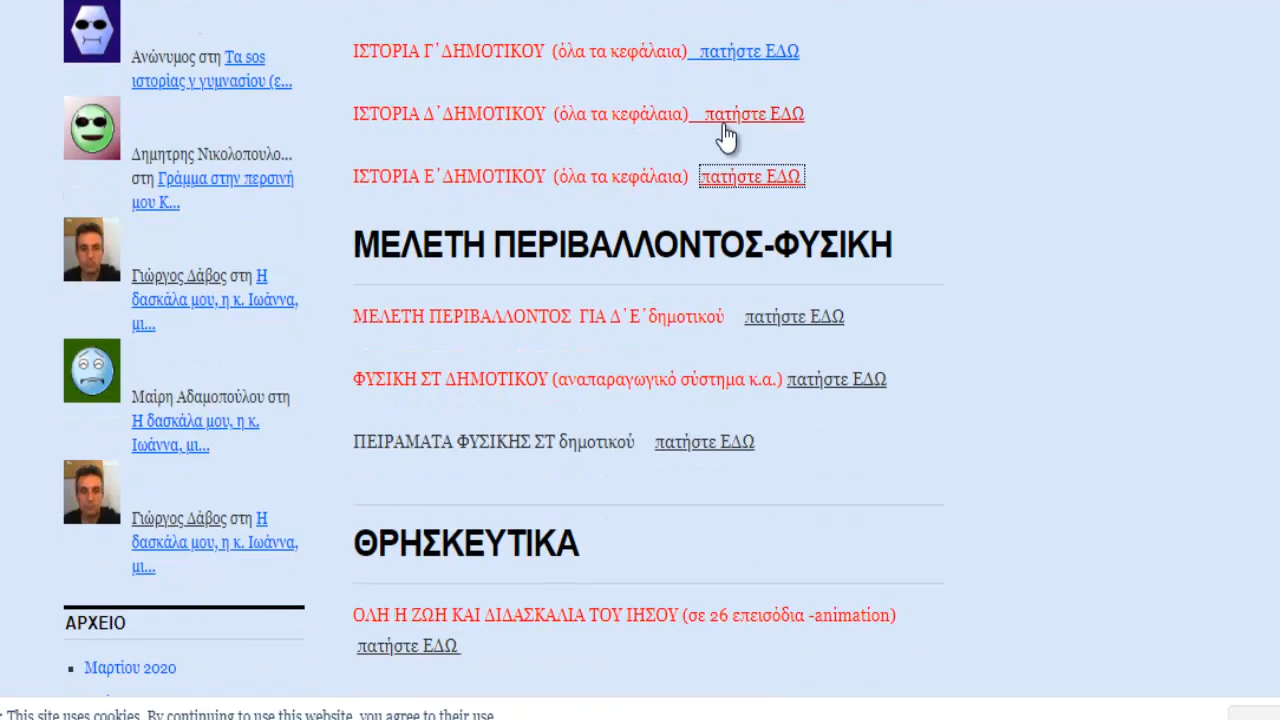 Ανώνυμος στη Τα sos
ιστορίας γ γυμνασίου (ε...
Δημητρης Νικολοπουλο...
στη Γράμμα στην περσινή
μου Κ...
Γιώργος Δάβος στη Η
δασκάλα μου, η κ. Ιωάννα,
μι...
Μαίρη Αδαμοπούλου στη
Η δασκάλα μου, η κ.
Ιωάννα, μι...
Γιώργος Δάβος στη Η
δασκάλα μου, η κ. Ιωάννα,
μι...
ΑΡΧΕΙΟ
Μαρτίου 2020
ΙΣΤΟΡΙΑ Γ΄ΔΗΜΟΤΙΚΟΥ (όλα τα κεφάλαια) πατήστε ΕΔΩ
ΙΣΤΟΡΙΑ Δ΄ΔΗΜΟΤΙΚΟΥ (όλα τα κεφάλαια) πατήστε ΕΔΩ
ΙΣΤΟΡΙΑ Ε΄ΔΗΜΟΤΙΚΟΥ (όλα τα κεφάλαια) πατήστε ΕΔΩ
ΜΕΛΕΤΗ ΠΕΡΙΒΑΛΛΟΝΤΟΣ-ΦΥΣΙΚΗ
ΜΕΛΕΤΗ ΠΕΡΙΒΑΛΛΟΝΤΟΣ ΓΙΑ Δ΄Ε΄δημοτικού πατήστε ΕΔΩ
ΦΥΣΙΚΗ ΣΤ ΔΗΜΟΤΙΚΟΥ (αναπαραγωγικό σύστημα κ.α.) πατήστε ΕΔΩ
ΠΕΙΡΑΜΑΤΑ ΦΥΣΙΚΗΣ ΣΤ δημοτικού πατήστε ΕΔΩ
ΘΡΗΣΚΕΥΤΙΚΑ
ΟΛΗ Η ΖΩΗ ΚΑΙ ΔΙΔΑΣΚΑΛΙΑ ΤΟΥ ΙΗΣΟΥ (σε 26 επεισόδια -animation)
πατήστε ΕΔΩ
: This site uses cookies. By continuing to use this website, you agree to their use.